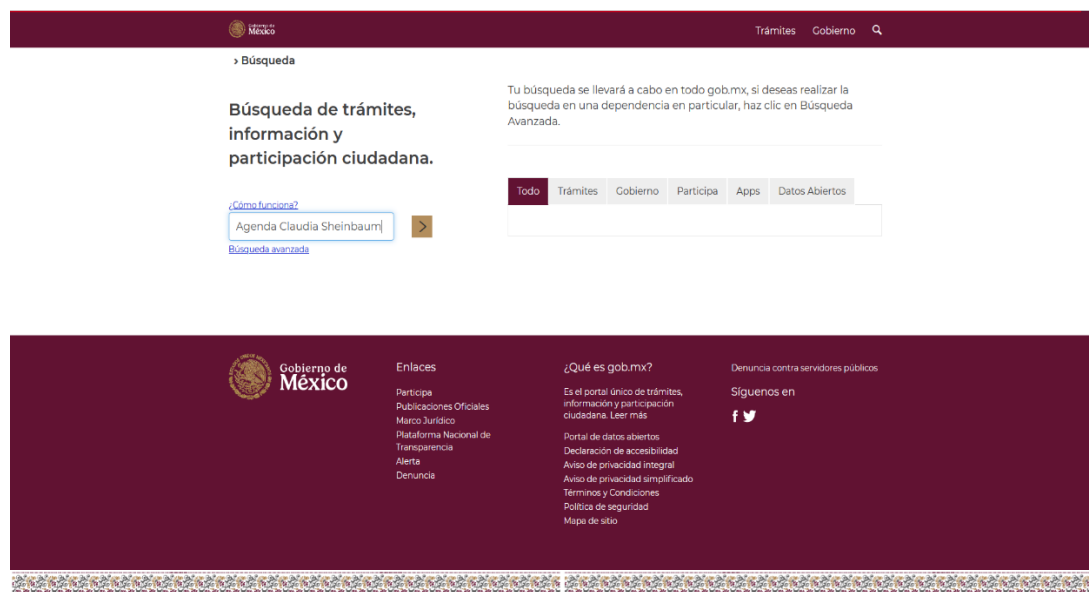 Gobierno de
México
Trámites Gobierno
> Búsqueda
Búsqueda de trámites,
información y
participación ciudadana.
¿Cómo funciona?
Agenda Claudia Sheinbaum
>
Búsqueda avanzada
Tu búsqueda se llevará a cabo en todo gob.mx, si deseas realizar la
búsqueda en una dependencia en particular, haz clic en Búsqueda
Avanzada.
Todo Trámites Gobierno Participa Apps Datos Abiertos
Gobierno de
México
Enlaces
Participa
Publicaciones Oficiales
Marco Jurídico
Plataforma Nacional de
Transparencia
Alerta
Denuncia
¿Qué es gob.mx?
Es el portal único de trámites,
información y participación
ciudadana. Leer más
Portal de datos abiertos
Declaración de accesibilidad
Aviso de privacidad integral
Aviso de privacidad simplificado
Términos y Condiciones
Política de seguridad
Mapa de sitio
Denuncia contra servidores públicos
Síguenos en